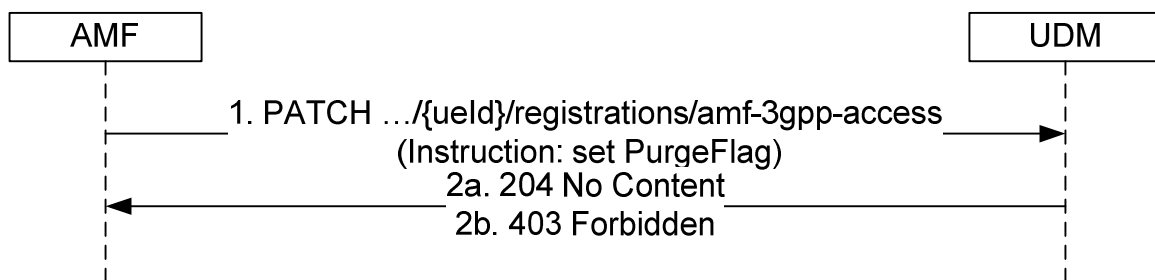 AMF
UDM
1. PATCH …/{ueId}/registrations/amf-3gpp-access
(Instruction: set PurgeFlag)
2a. 204 No Content
2b. 403 Forbidden